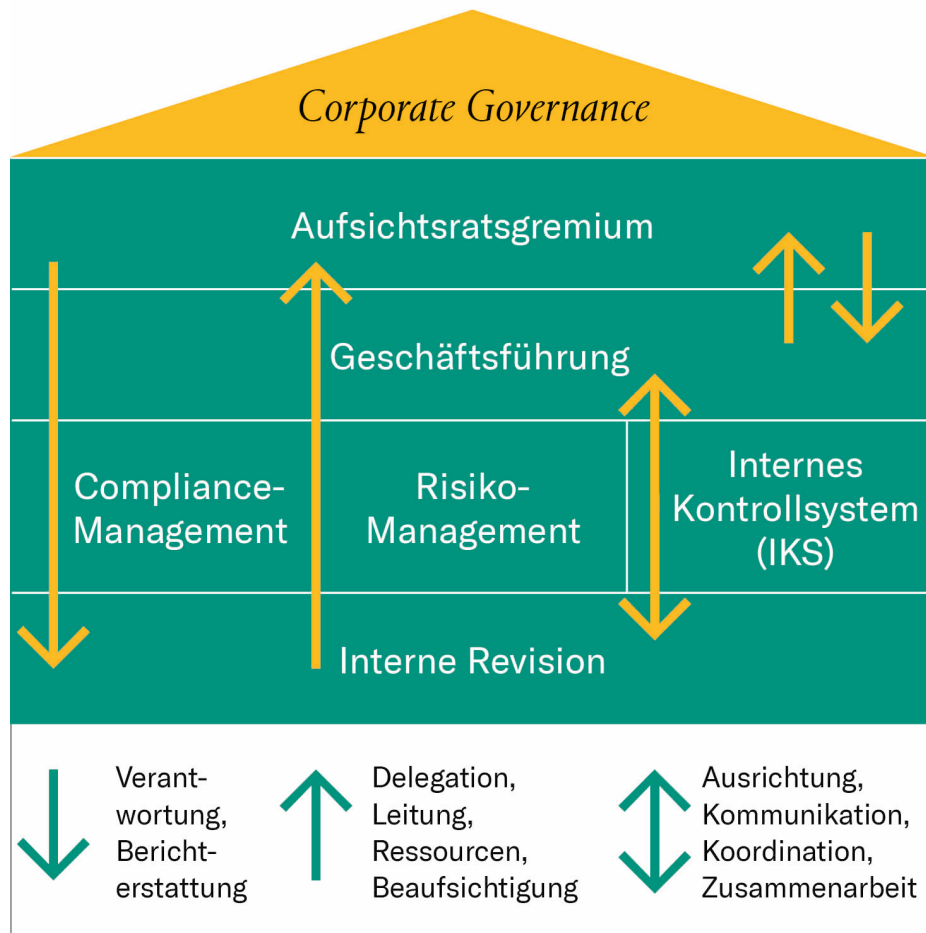 Corporate Governance
Aufsichtsratsgremium
Geschäftsführung
Compliance-
Management
Risiko-
Management
Internes
Kontrollsystem
(IKS)
Interne Revision
Verant-
wortung,
Bericht-
erstattung
Delegation,
Leitung,
Ressourcen,
Beaufsichtigung
Ausrichtung,
Kommunikation,
Koordination,
Zusammenarbeit